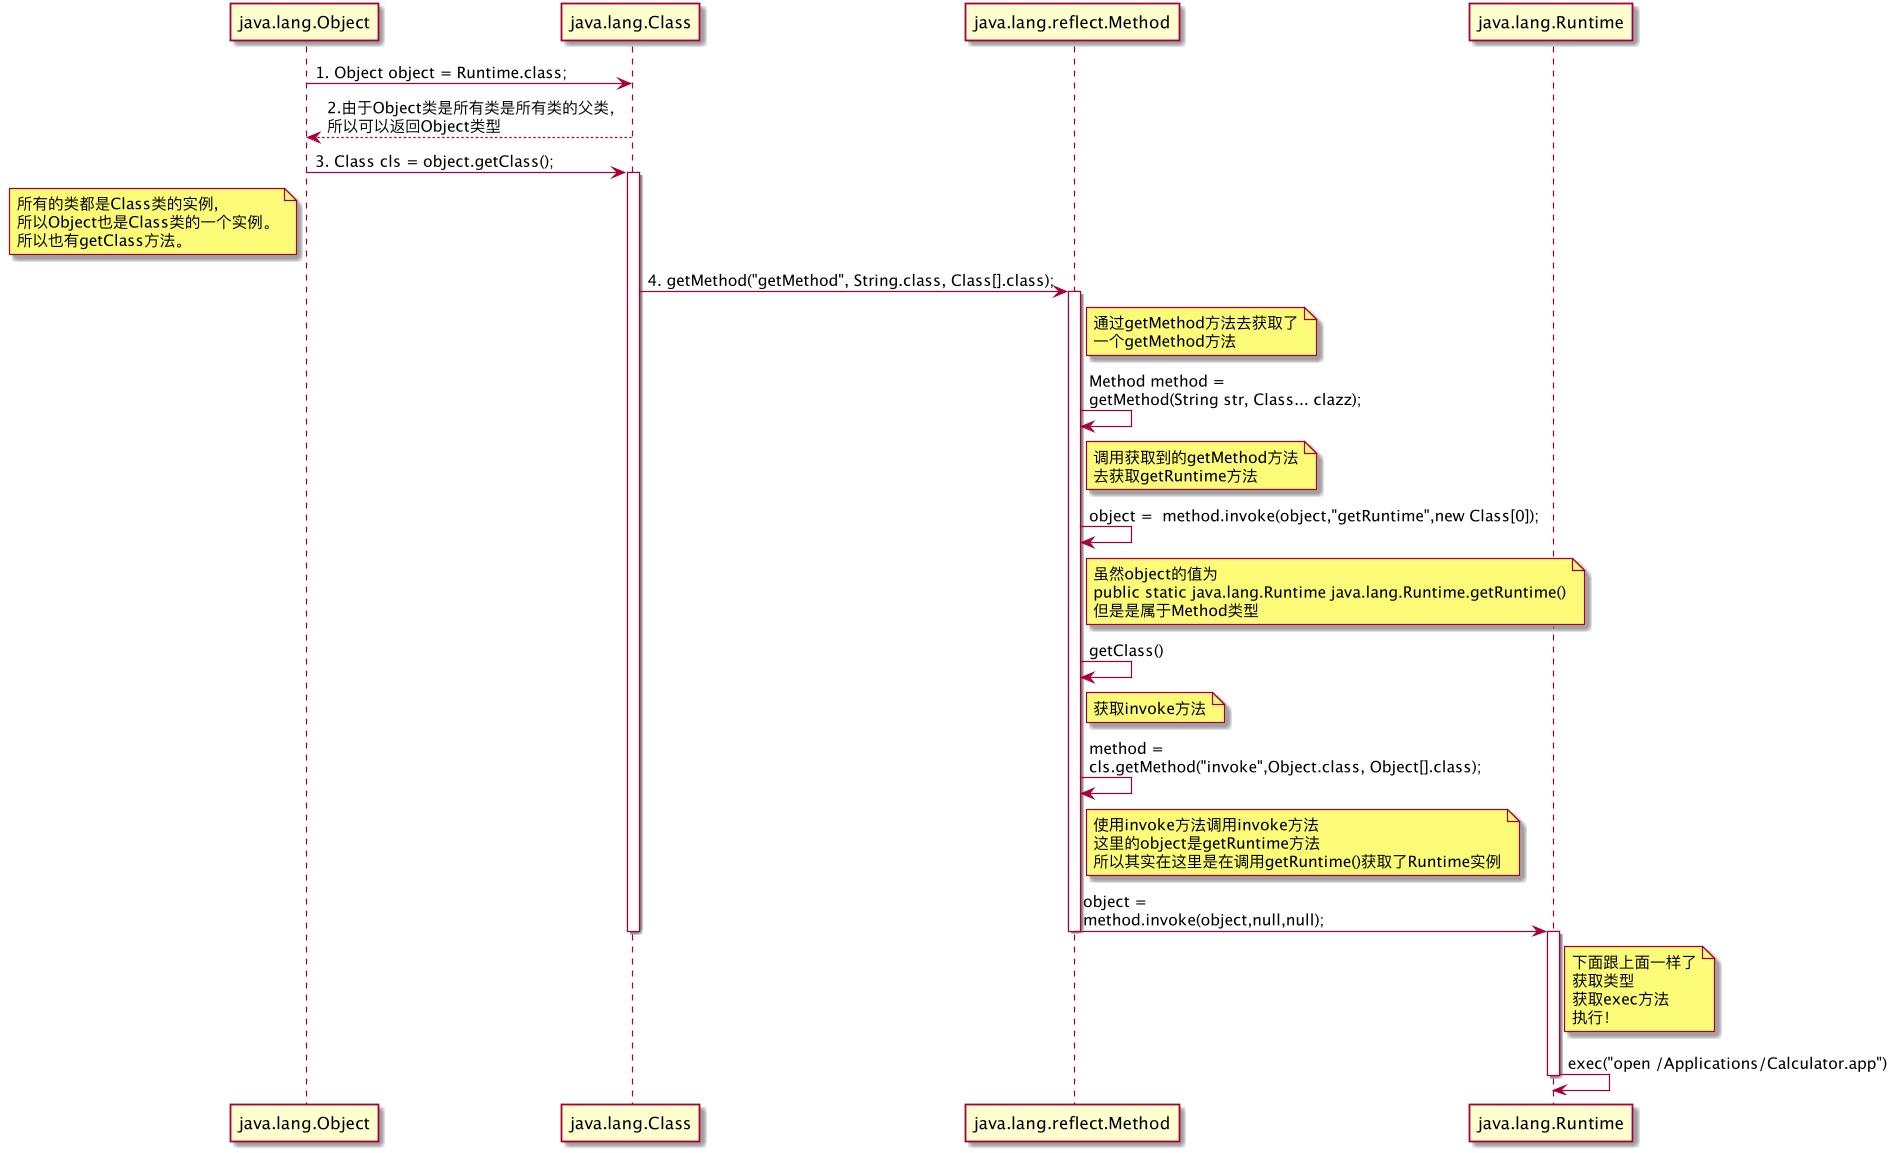 java.lang.Object
java.lang.Class
java.lang.reflect.Method
java.lang.Runtime
1. Object object = Runtime.class;
2.由于Object类是所有类是所有类的父类，
所以可以返回Object类型
3. Class cls = object.getClass();
所有的类都是Class类的实例，
所以Object也是Class类的一个实例。
所以也有getClass方法。
4. getMethod("getMethod", String.class, Class[].class);
通过getMethod方法去获取了
一个getMethod方法
Method method =
getMethod(String str, Class... clazz);
调用获取到的getMethod方法
去获取getRuntime方法
object =  method.invoke(object,"getRuntime",new Class[0]);
虽然object的值为
public static java.lang.Runtime java.lang.Runtime.getRuntime()
但是是属于Method类型
getClass()
获取invoke方法
method =
cls.getMethod("invoke",Object.class, Object[].class);
使用invoke方法调用invoke方法
这里的object是getRuntime方法
所以其实在这里是在调用getRuntime()获取了Runtime实例
object =
method.invoke(object,null,null);
下面跟上面一样了
获取类型
获取exec方法
执行！
exec("open /Applications/Calculator.app")
java.lang.Object
java.lang.Class
java.lang.reflect.Method
java.lang.Runtime